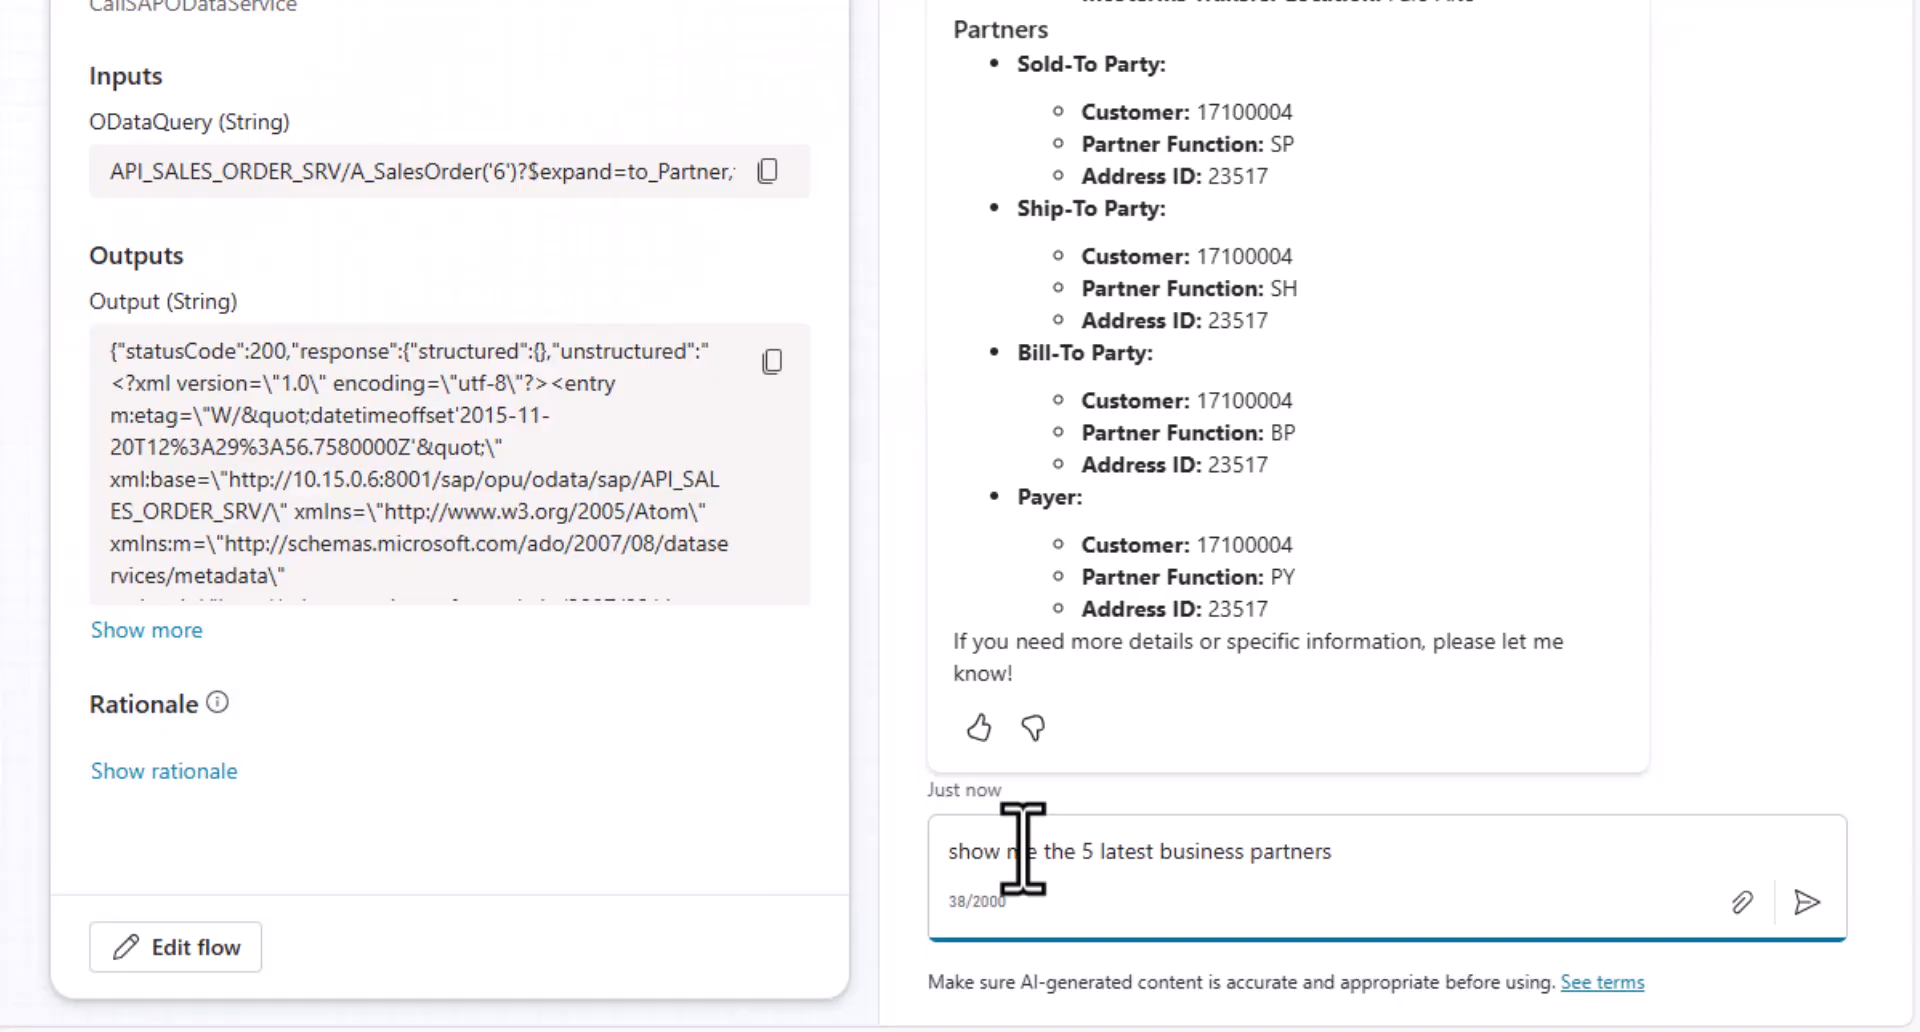 CallSAPODataService
Inputs
ODataQuery (String)
API_SALES_ORDER_SRV/A_SalesOrder('6')?$expand=to_Partner,
Outputs
Output (String)
{"statusCode":200,"response":{"structured":{},"unstructured":"
<?xml version=\"1.0\" encoding=\"utf-8\"?><entry
m:etag=\"W/&quot;datetimeoffset'2015-11-
20T12%3A29%3A56.7580000Z'&quot;\"
xml:base=\"http://10.15.0.6:8001/sap/opu/odata/sap/API_SAL
ES_ORDER_SRV/\" xmlns=\"http://www.w3.org/2005/Atom\"
xmlns:m=\"http://schemas.microsoft.com/ado/2007/08/datase
rvices/metadata\"
Show more
Rationale
Show rationale
Edit flow
Partners
• Sold-To Party:
◦ Customer: 17100004
◦ Partner Function: SP
◦ Address ID: 23517
• Ship-To Party:
◦ Customer: 17100004
◦ Partner Function: SH
◦ Address ID: 23517
• Bill-To Party:
◦ Customer: 17100004
◦ Partner Function: BP
◦ Address ID: 23517
• Payer:
◦ Customer: 17100004
◦ Partner Function: PY
◦ Address ID: 23517
If you need more details or specific information, please let me
know!
Just now
show me the 5 latest business partners
38/2000
Make sure AI-generated content is accurate and appropriate before using. See terms